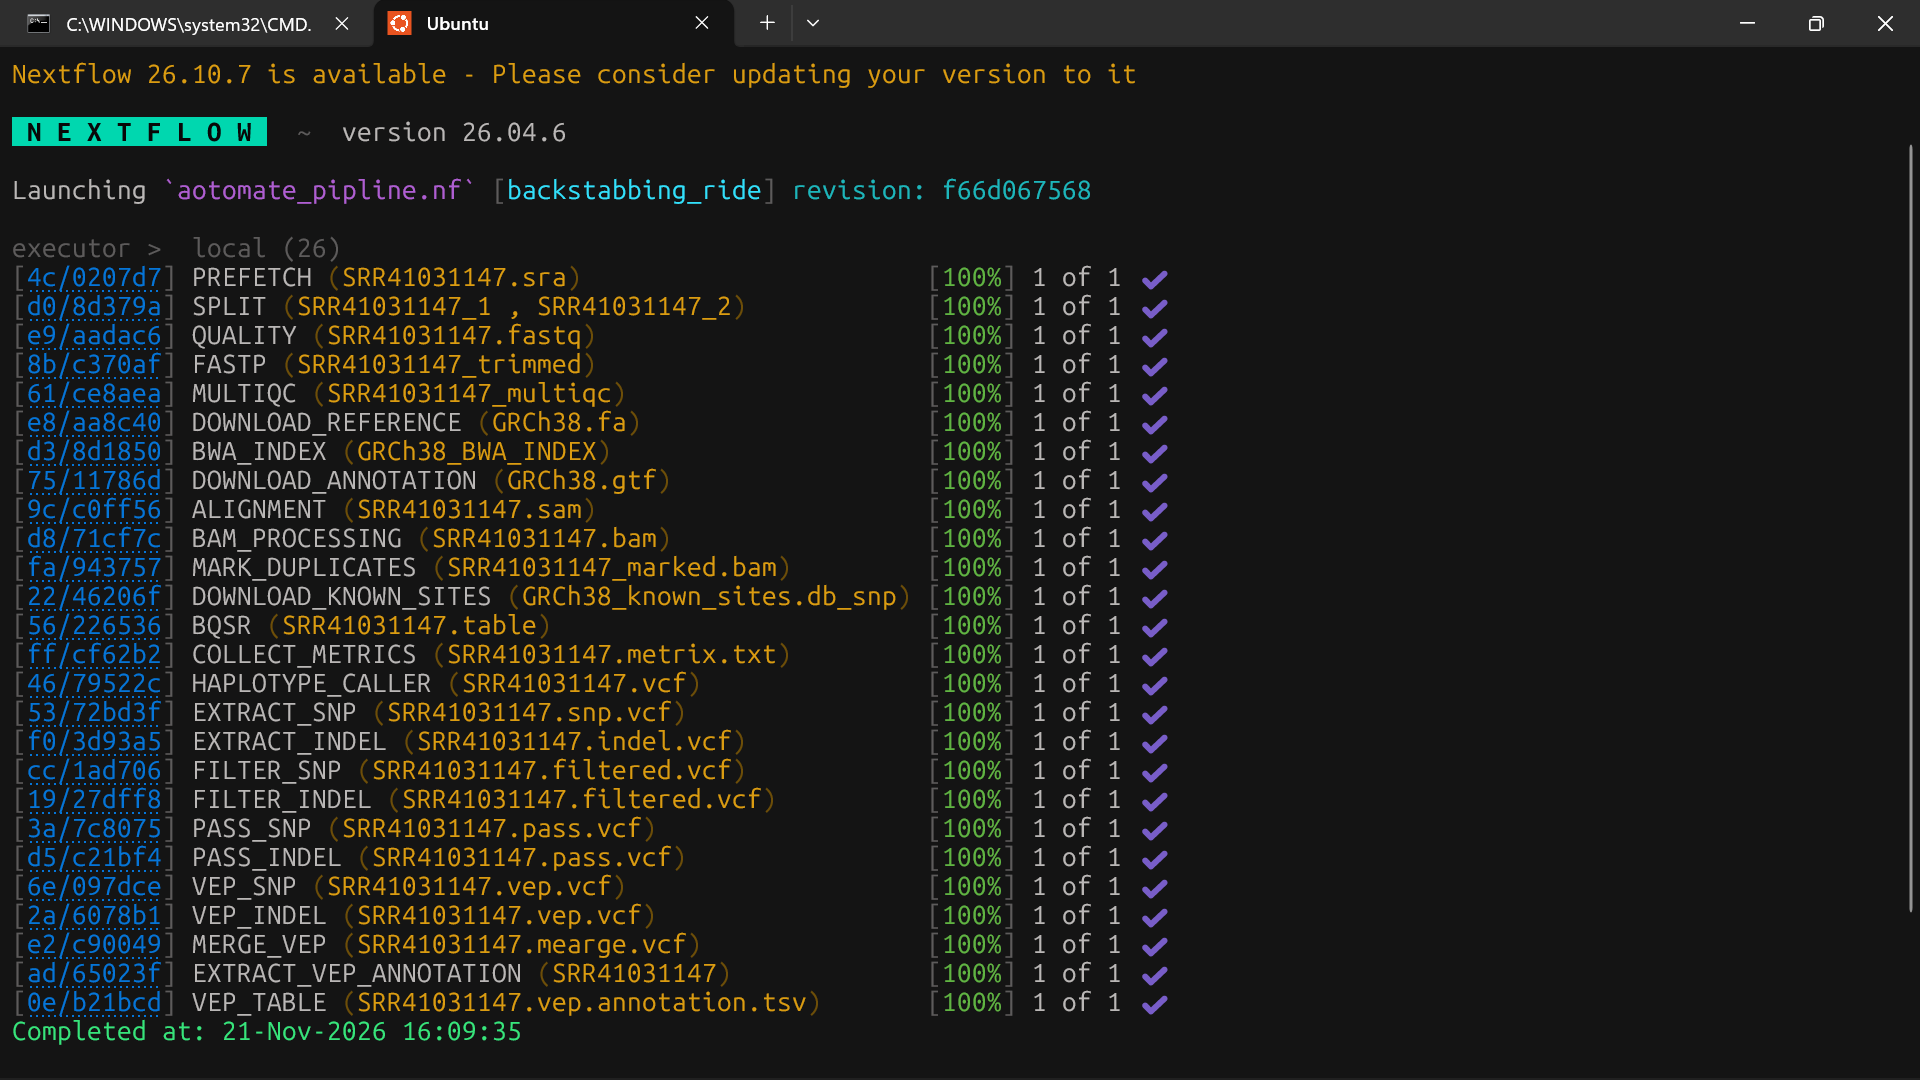 C:\WINDOWS\system32\CMD.
Ubuntu
Nextflow 26.10.7 is available - Please consider updating your version to it
N E X T F L O W ~ version 26.04.6
Launching `aotomate_pipline.nf` [backstabbing_ride] revision: f66d067568
executor > local (26)
[4c/0207d7] PREFETCH (SRR41031147.sra) [100%] 1 of 1 ✔
[d0/8d379a] SPLIT (SRR41031147_1 , SRR41031147_2) [100%] 1 of 1 ✔
[e9/aadac6] QUALITY (SRR41031147.fastq) [100%] 1 of 1 ✔
[8b/c370af] FASTP (SRR41031147_trimmed) [100%] 1 of 1 ✔
[61/ce8aea] MULTIQC (SRR41031147_multiqc) [100%] 1 of 1 ✔
[e8/aa8c40] DOWNLOAD_REFERENCE (GRCh38.fa) [100%] 1 of 1 ✔
[d3/8d1850] BWA_INDEX (GRCh38_BWA_INDEX) [100%] 1 of 1 ✔
[75/11786d] DOWNLOAD_ANNOTATION (GRCh38.gtf) [100%] 1 of 1 ✔
[9c/c0ff56] ALIGNMENT (SRR41031147.sam) [100%] 1 of 1 ✔
[d8/71cf7c] BAM_PROCESSING (SRR41031147.bam) [100%] 1 of 1 ✔
[fa/943757] MARK_DUPLICATES (SRR41031147_marked.bam) [100%] 1 of 1 ✔
[22/46206f] DOWNLOAD_KNOWN_SITES (GRCh38_known_sites.db_snp) [100%] 1 of 1 ✔
[56/226536] BQSR (SRR41031147.table) [100%] 1 of 1 ✔
[ff/cf62b2] COLLECT_METRICS (SRR41031147.metrix.txt) [100%] 1 of 1 ✔
[46/79522c] HAPLOTYPE_CALLER (SRR41031147.vcf) [100%] 1 of 1 ✔
[53/72bd3f] EXTRACT_SNP (SRR41031147.snp.vcf) [100%] 1 of 1 ✔
[f0/3d93a5] EXTRACT_INDEL (SRR41031147.indel.vcf) [100%] 1 of 1 ✔
[cc/1ad706] FILTER_SNP (SRR41031147.filtered.vcf) [100%] 1 of 1 ✔
[19/27dff8] FILTER_INDEL (SRR41031147.filtered.vcf) [100%] 1 of 1 ✔
[3a/7c8075] PASS_SNP (SRR41031147.pass.vcf) [100%] 1 of 1 ✔
[d5/c21bf4] PASS_INDEL (SRR41031147.pass.vcf) [100%] 1 of 1 ✔
[6e/097dce] VEP_SNP (SRR41031147.vep.vcf) [100%] 1 of 1 ✔
[2a/6078b1] VEP_INDEL (SRR41031147.vep.vcf) [100%] 1 of 1 ✔
[e2/c90049] MERGE_VEP (SRR41031147.mearge.vcf) [100%] 1 of 1 ✔
[ad/65023f] EXTRACT_VEP_ANNOTATION (SRR41031147) [100%] 1 of 1 ✔
[0e/b21bcd] VEP_TABLE (SRR41031147.vep.annotation.tsv) [100%] 1 of 1 ✔
Completed at: 21-Nov-2026 16:09:35